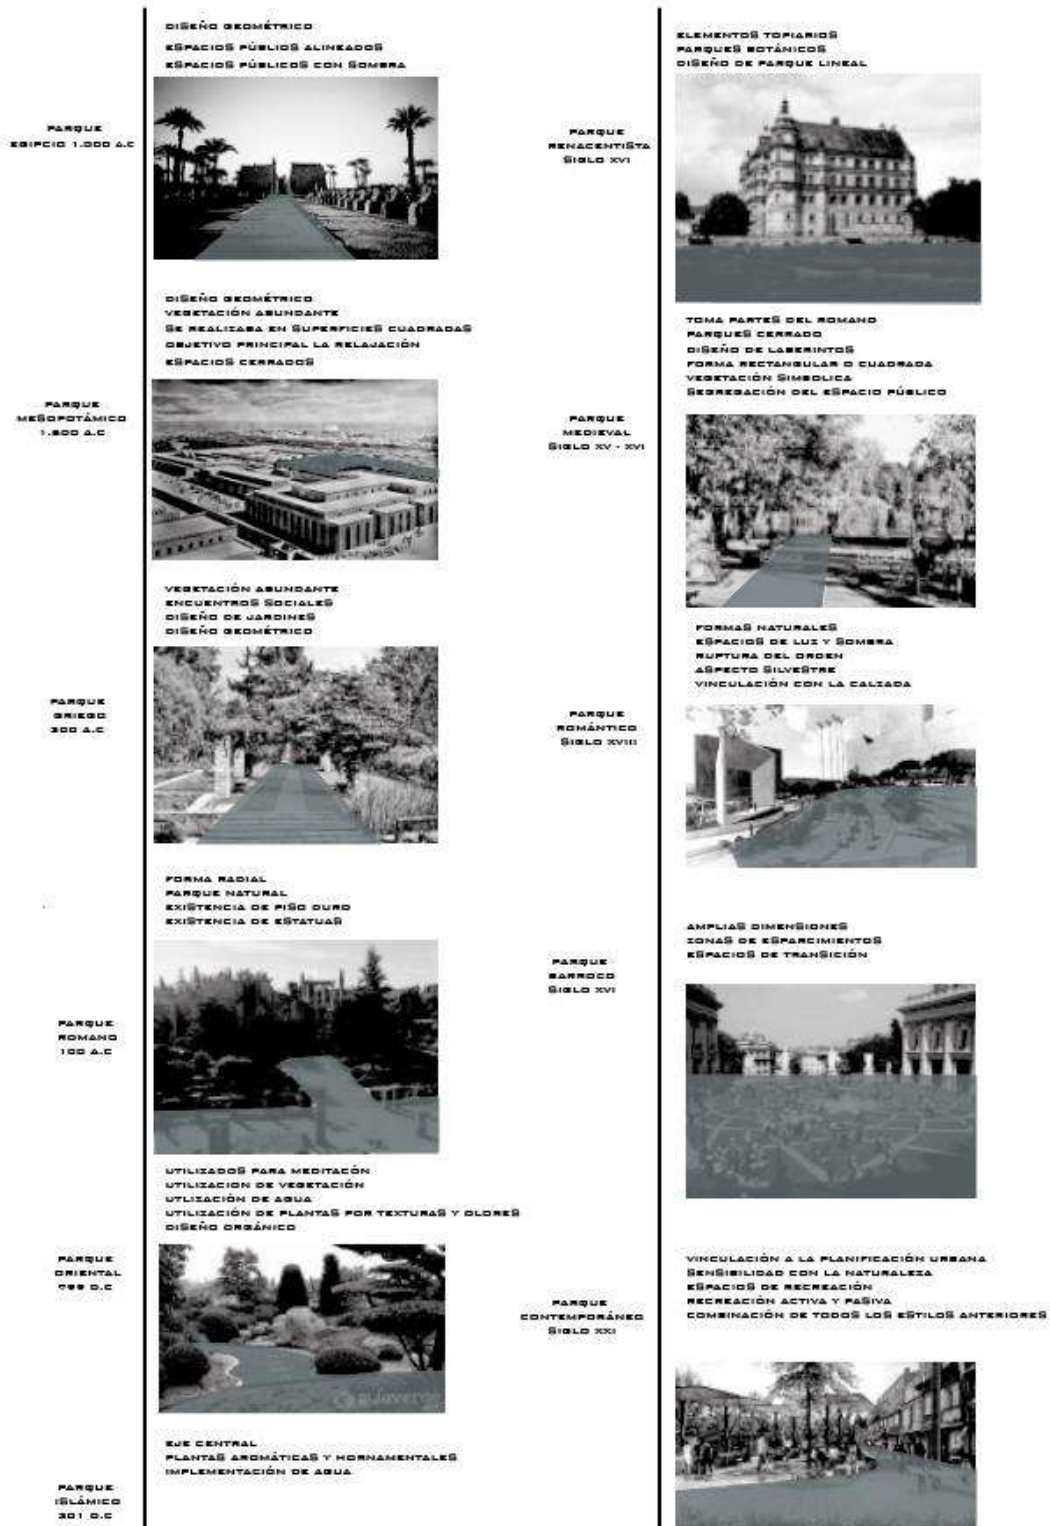 DISEÑO GEOMÉTRICO
ESPACIOS PÚBLIOS ALINEADOS
ESPACIOS PÚBLICOS CON SOMBRA
PARQUE
EGIPCIO 1.000 A.C
DISEÑO GEOMÉTRICO
VEGETACIÓN ABUNDANTE
SE REALIZABA EN SUPERFICIES CUADRADAS
OBJETIVO PRINCIPAL LA RELAJACIÓN
ESPACIOS CERRADOS
PARQUE
MESOPOTÁMICO
A.C
VEGETACIÓN ABUNDANTE
ENCUENTROS SOCIALES
DISEÑO DE JARDINES
DISEÑO GEOMÉTRICO
PARQUE
GRIEGO
300 A.C
FORMA RADIAL
PARQUE NATURAL
EXISTENCIA DE PISO DURO
EXISTENCIA DE ESTATUAS
PARQUE
ROMANO
100 A.C
UTILIZADOS PARA MEDITACÓN
UTILIZACION DE VEGETACIÓN
UTLIZACIÓN DE AGUA
UTILIZACIÓN DE PLANTAS POR TEXTURAS Y OLORES
DISEÑO ORGÁNICO
PARQUE
ORIENTAL
D.C
EJE CENTRAL
PLANTAS AROMÁTICAS Y HORNAMENTALES
IMPLEMENTACIÓN DE AGUA
PARQUE
ISLÁMICO
301 D.C
ELEMENTOS TOPIARIOS
PARQUES BOTÁNICOS
DISEÑO DE PARQUE LINEAL
PARQUE
RENACENTISTA
SIGLO XVI
TOMA PARTES DEL ROMANO
PARQUES CERRADO
DISEÑO DE LABERINTOS
FORMA RECTANGULAR O CUADRADA
VEGETACIÓN SIMBOLICA
SEGREGACIÓN DEL ESPACIO PÚBLICO
PARQUE
MEDIEVAL
SIGLO XV - XVI
FORMAS NATURALES
ESPACIOS DE LUZ Y SOMBRA
RUPTURA DEL ORDEN
ASPECTO SILVESTRE
VINCULACIÓN CON LA CALZADA
PARQUE
ROMÁNTICO
SIGLO XVIII
AMPLIAS DIMENSIONES
ZONAS DE ESPARCIMIENTOS
ESPACIOS DE TRANSICIÓN
PARQUE
BARROCO
SIGLO XVI
VINCULACIÓN A LA PLANIFICACIÓN URBANA
SENSIBILIDAD CON LA NATURALEZA
ESPACIOS DE RECREACIÓN
RECREACIÓN ACTIVA Y PASIVA
COMBINACIÓN DE TODOS LOS ESTILOS ANTERIORES
PARQUE
CONTEMPORÁNEO
SIGLO XXI